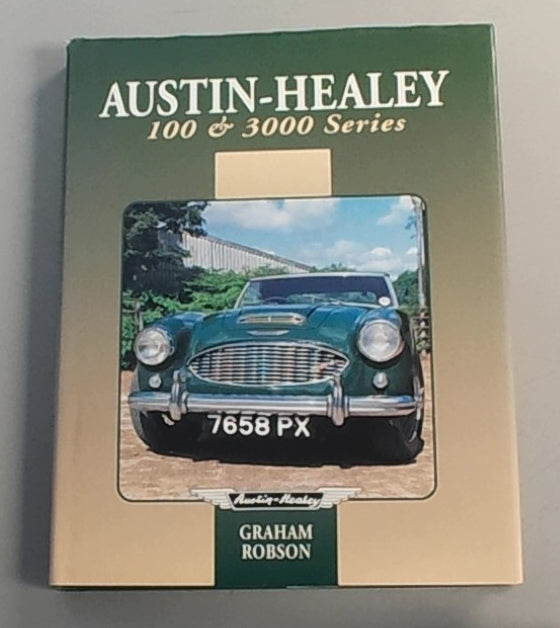 AUSTIN-HEALEY
100 & 3000 Series
7658 PX
Austin-Healey
GRAHAM
ROBSON